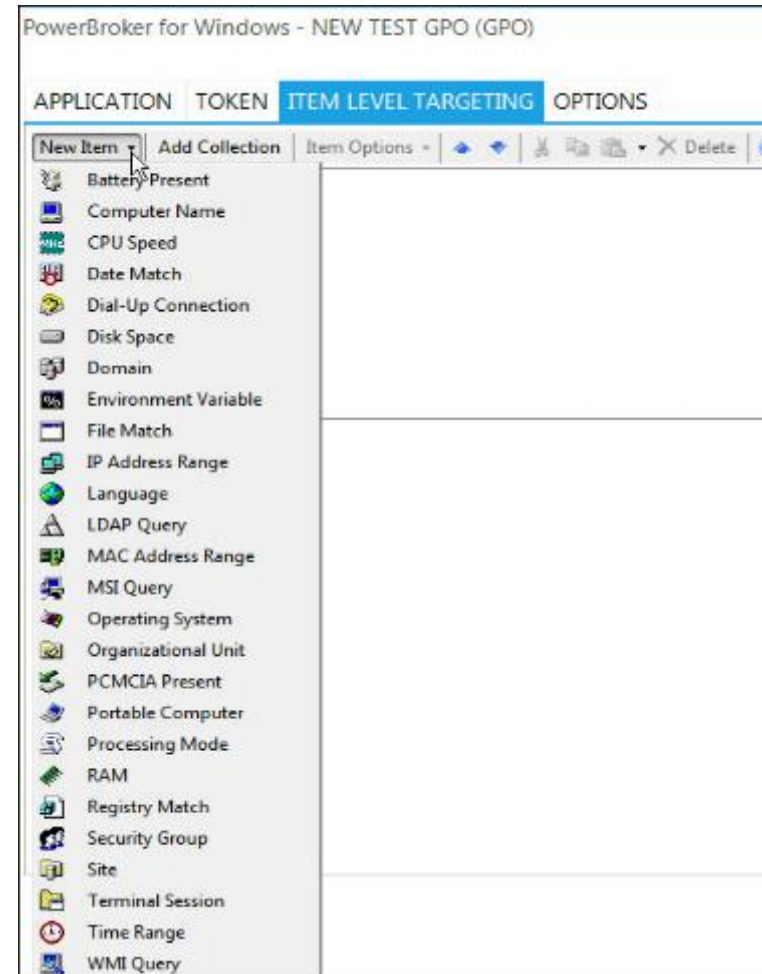 PowerBroker for Windows - NEW TEST GPO (GPO)
APPLICATION TOKEN ITEM LEVEL TARGETING OPTIONS
New Item Add Collection Item Options Delete
Battery Present
Computer Name
MHZ CPU Speed
Date Match
Dial-Up Connection
Disk Space
Domain
% Environment Variable
File Match
IP Address Range
Language
LDAP Query
MAC Address Range
MSI Query
Operating System
Organizational Unit
PCMCIA Present
Portable Computer
Processing Mode
RAM
Registry Match
Security Group
Site
Terminal Session
Time Range
WMI Query